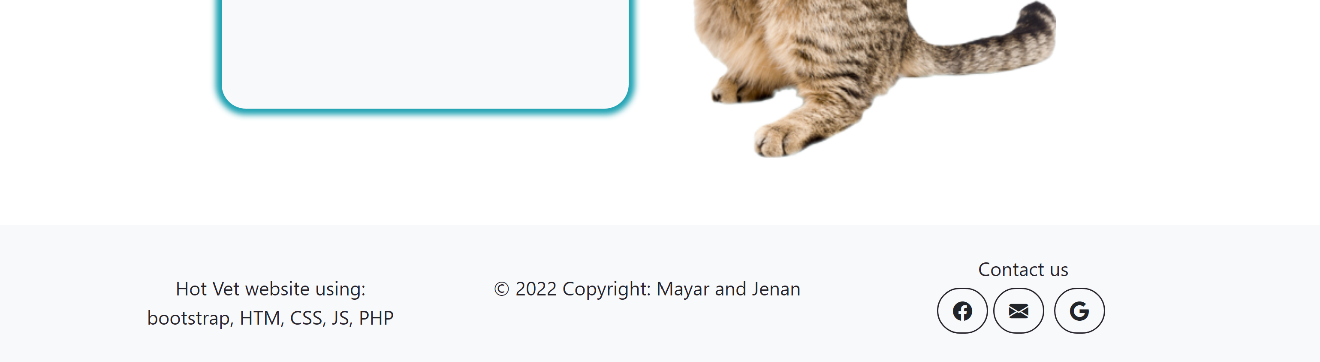 Hot Vet website using:
bootstrap, HTM, CSS, JS, PHP
© 2022 Copyright: Mayar and Jenan
Contact us